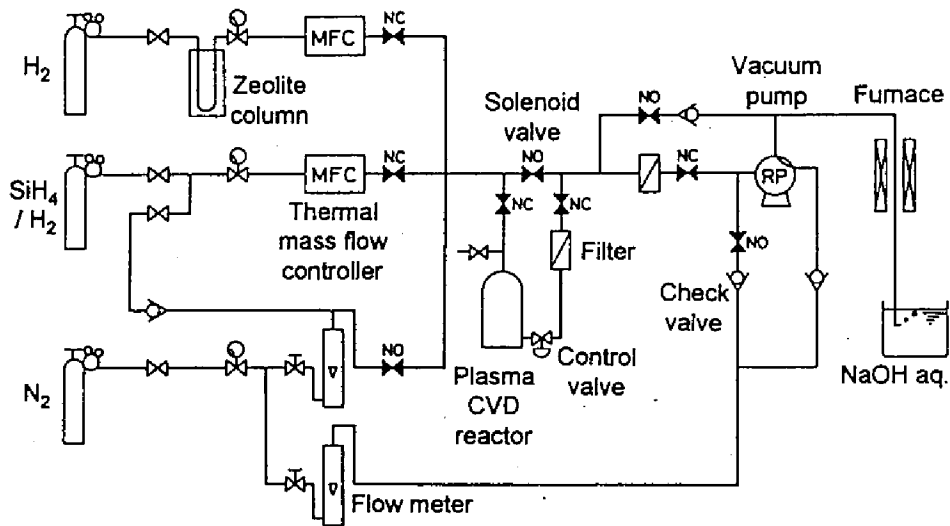 H2
Zeolite
column
MFC
NC
SiH4
/ H2
MFC
NC
Thermal
mass flow
controller
Solenoid
valve
NO
NC
NC
Filter
Plasma
CVD
reactor
Control
valve
NO
NC
Vacuum
pump
RP
NO
Check
valve
Furnace
NaOH aq.
N2
NO
Flow meter